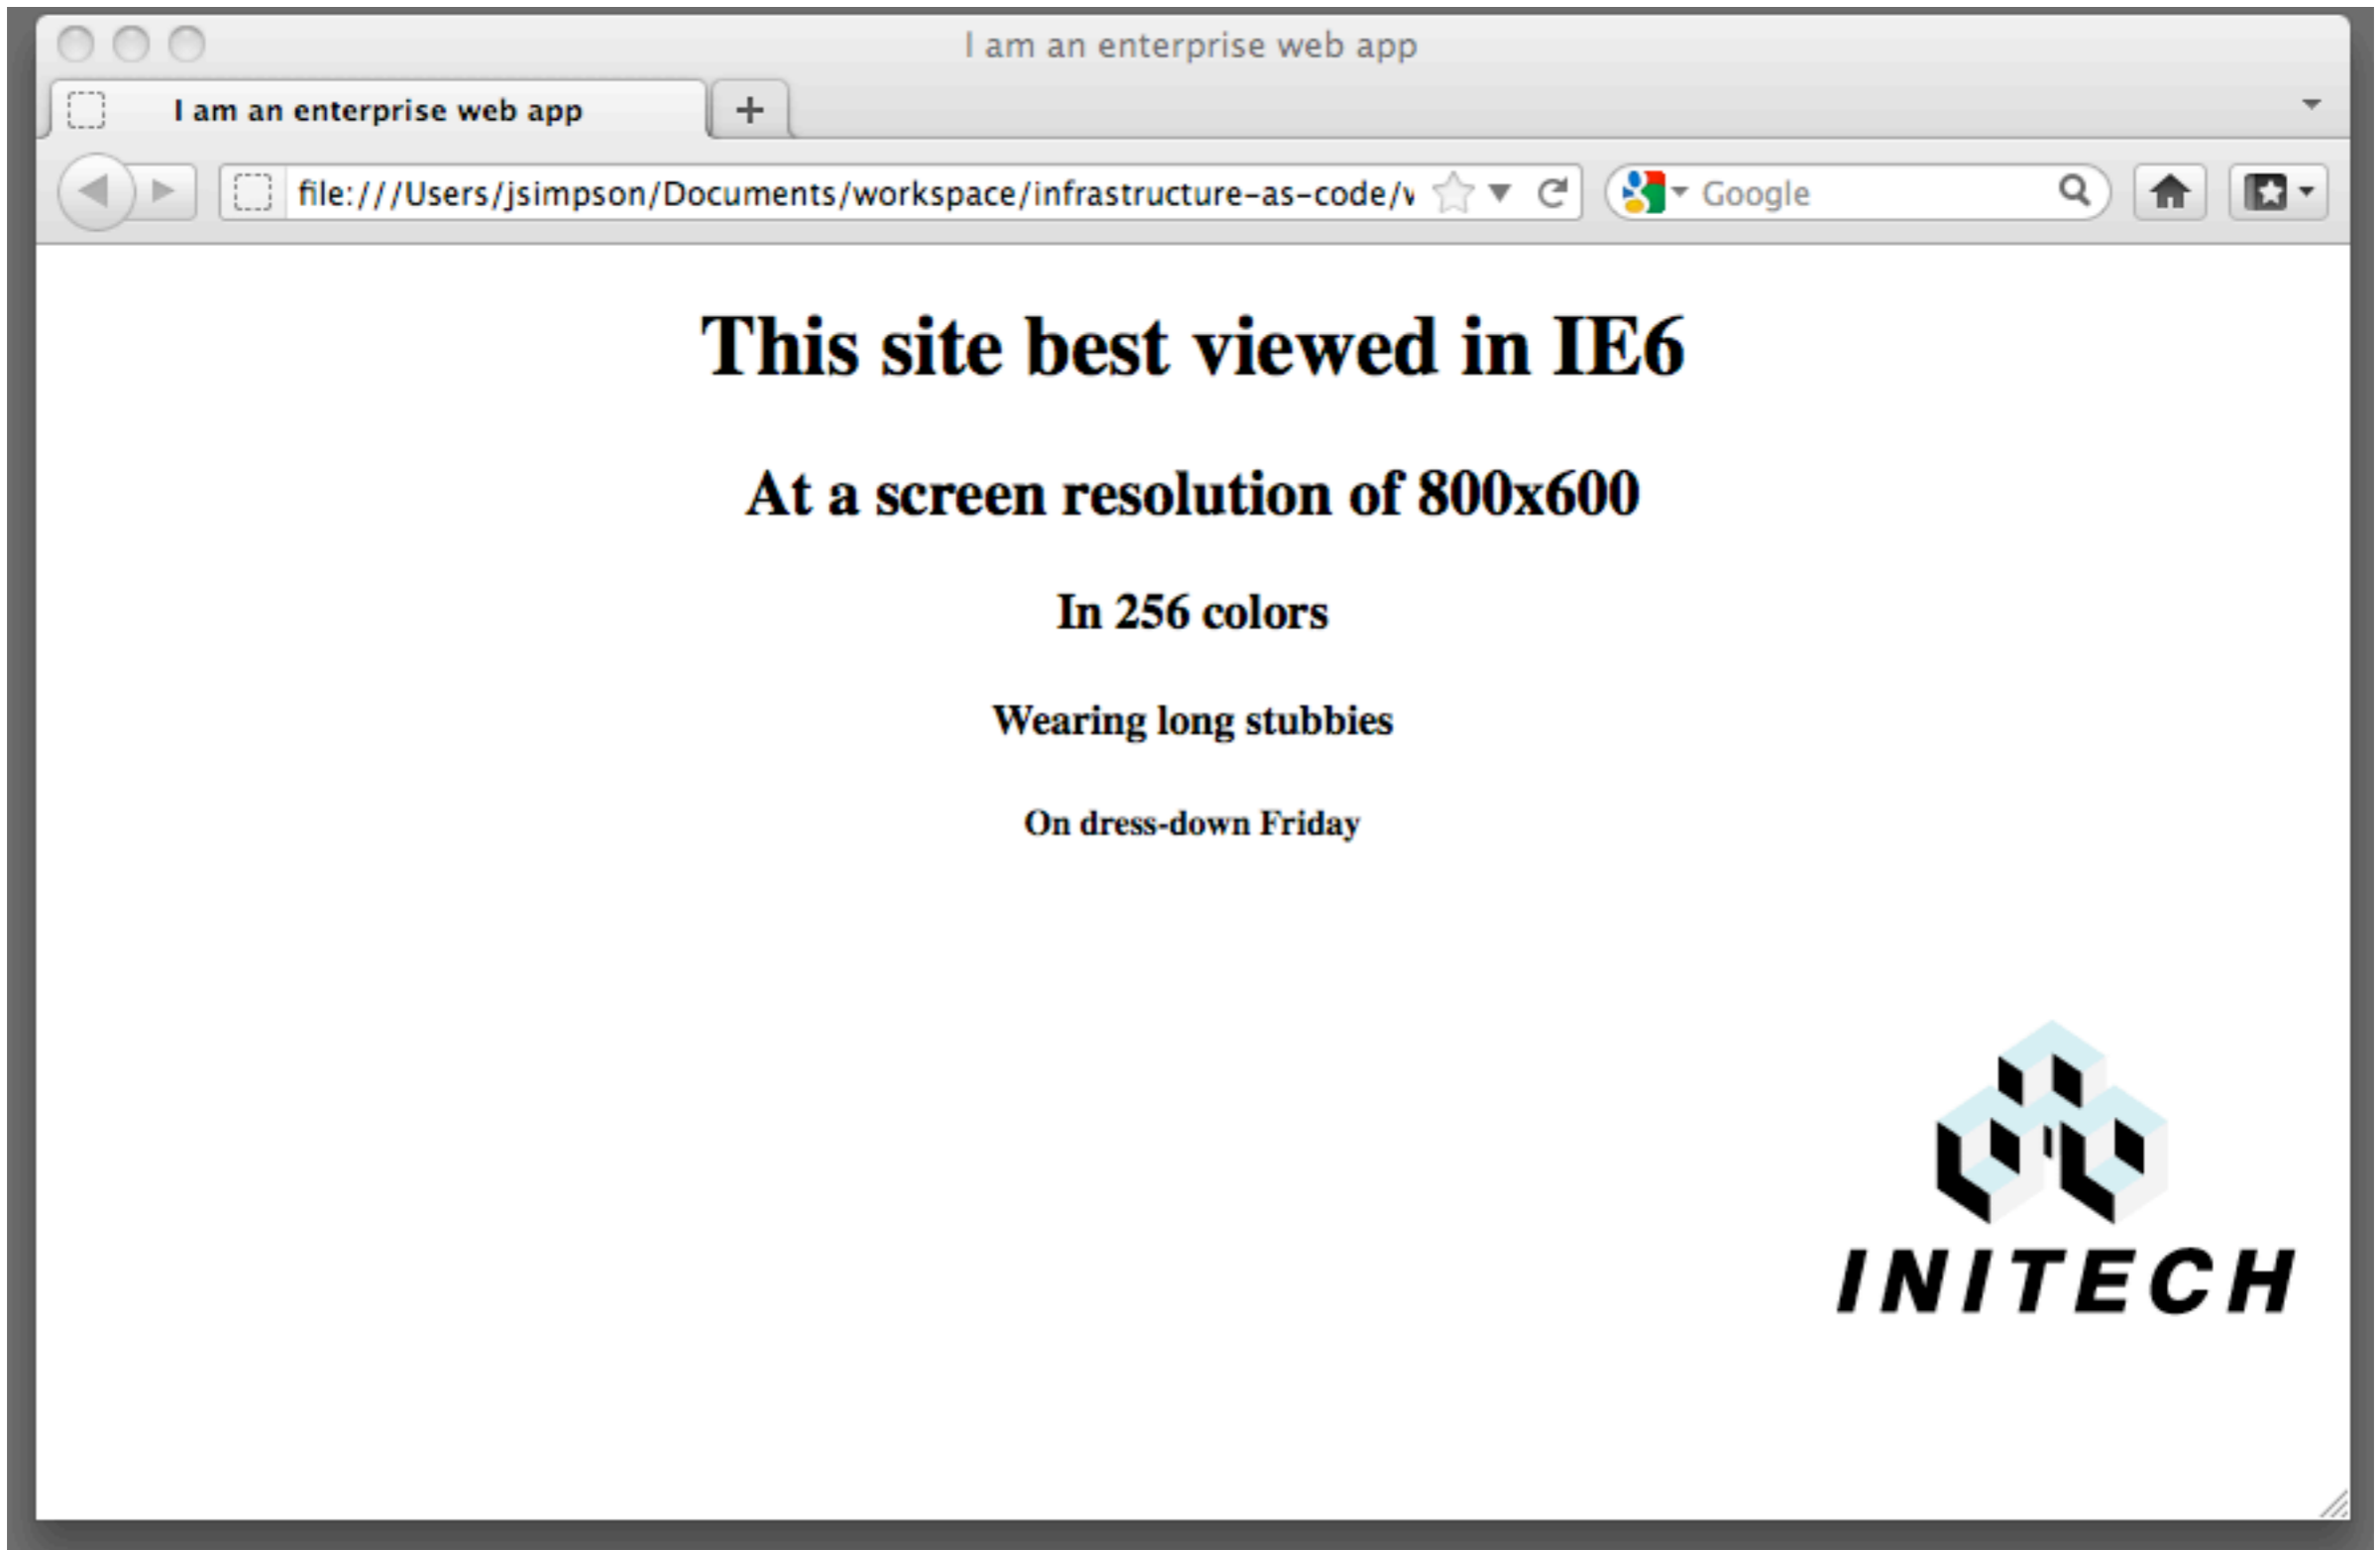 I am an enterprise web app
I am an enterprise web app
file:///Users/jsimpson/Documents/workspace/infrastructure-as-code/v
Google
This site best viewed in IE6
At a screen resolution of 800x600
In 256 colors
Wearing long stubbies
On dress-down Friday
INITECH